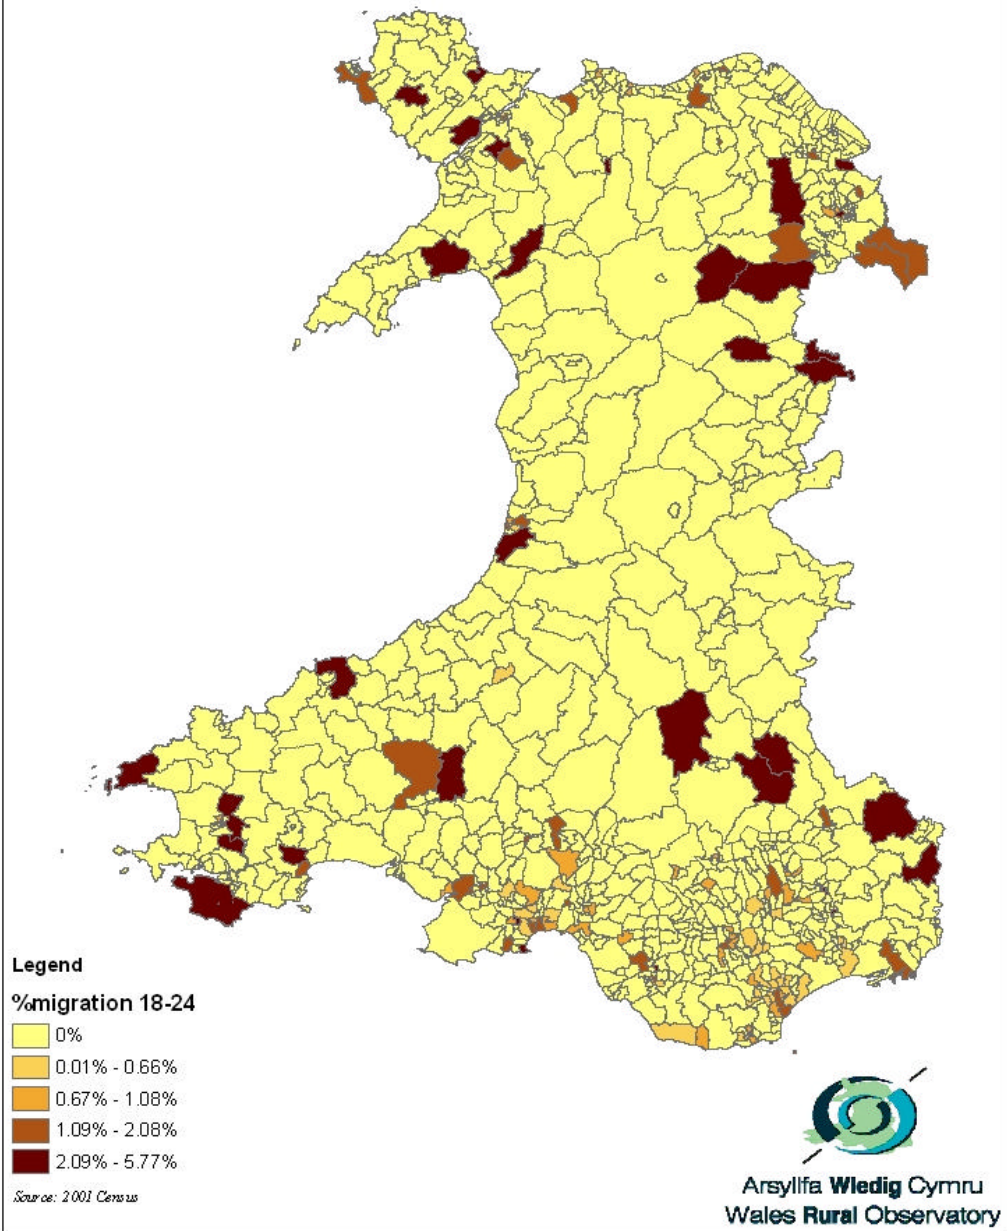 Legend
%migration 18-24
0%
0.01% - 0.66%
0.67% - 1.08%
1.09% - 2.08%
2.09% - 5.77%
Source: 2001 Census
Arsyllfa Wledig Cymru
Wales Rural Observatory